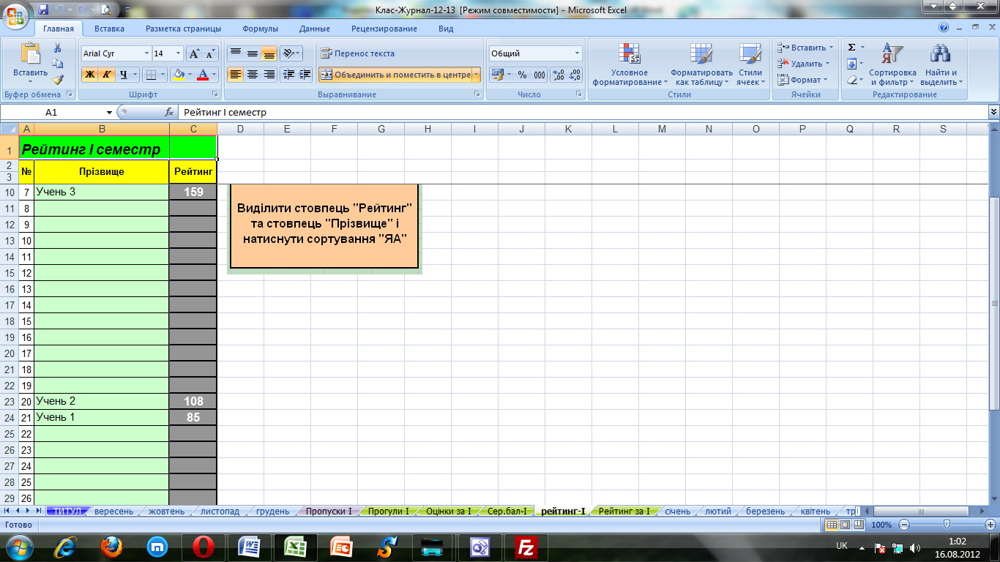 Клас-Журнал-12-13 [Режим совместимости] - Microsoft Excel
Главная Вставка Разметка страницы Формулы Данные Рецензирование Вид
Вставить
Буфер обмена
Arial Cyr 14
Ж К Ч
Шрифт
Перенос текста
Объединить и поместить в центре
Выравнивание
Общий
% 000
Число
Условное форматирование
Форматировать как таблицу
Стили ячеек
Стили
Вставить
Удалить
Формат
Ячейки
Σ
Сортировка и фильтр
Найти и выделить
Редактирование
A1 fx Рейтинг І семестр
A B C D E F G H I J K L M N O P Q R S
1 Рейтинг І семестр
2
3
№ Прізвище Рейтинг
10 7 Учень 3 159
11 8
12 9
13 10
14 11
15 12
16 13
17 14
18 15
19 16
20 17
21 18
22 19
23 20 Учень 2 108
24 21 Учень 1 85
25 22
26 23
27 24
28 25
29 26
Виділити стовпець "Рейтинг"
та стовпець "Прізвище" і
натиснути сортування "ЯА"
ТИТУЛ вересень жовтень листопад грудень Пропуски І Прогули І Оцінки за І Сер.бал-І рейтинг-І Рейтинг за І січень лютий березень квітень тр
Готово 100%
UK 1:02
16.08.2012